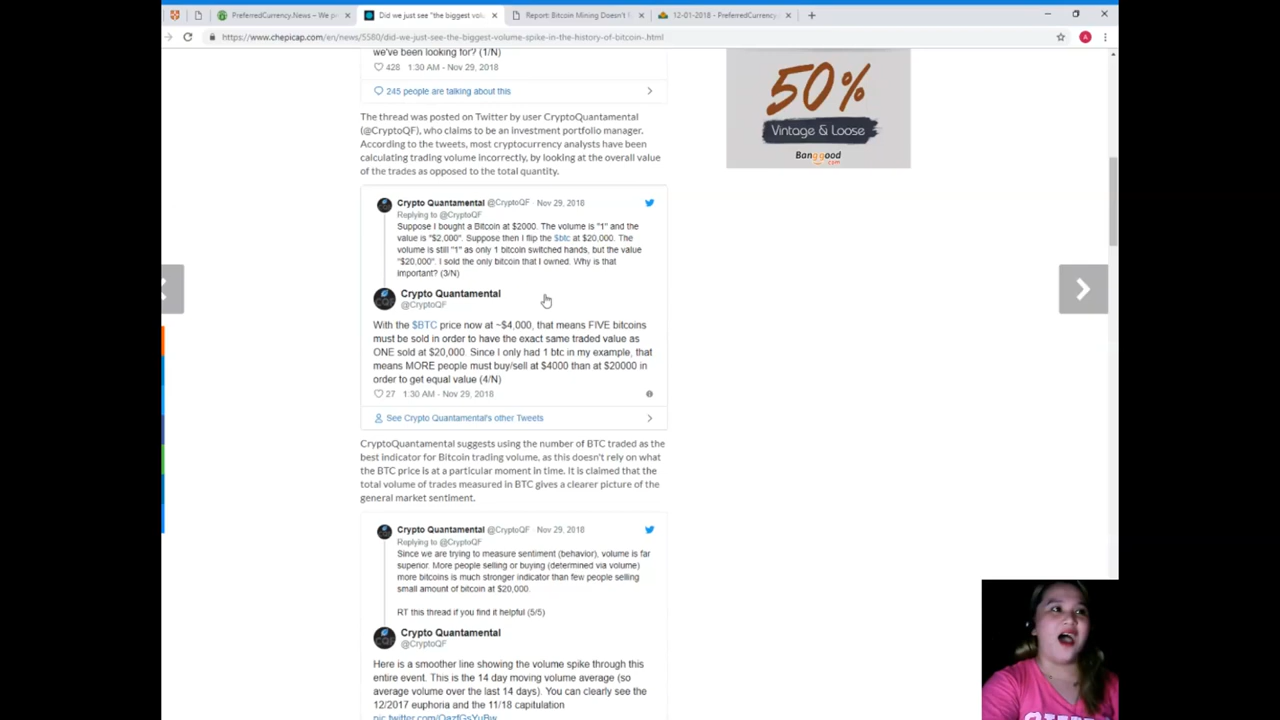 PreferredCurrency.News – We p
Did we just see "the biggest volu
Report: Bitcoin Mining Doesn't
12-01-2018 - PreferredCurrency
https://www.chepicap.com/en/news/5580/did-we-just-see-the-biggest-volume-spike-in-the-history-of-bitcoin-.html
we've been looking for? (1/N)
428 1:30 AM - Nov 29, 2018
245 people are talking about this
The thread was posted on Twitter by user CryptoQuantamental
(@CryptoQF), who claims to be an investment portfolio manager.
According to the tweets, most cryptocurrency analysts have been
calculating trading volume incorrectly, by looking at the overall value
of the trades as opposed to the total quantity.
Crypto Quantamental @CryptoQF · Nov 29, 2018
Replying to @CryptoQF
Suppose I bought a Bitcoin at $2000. The volume is "1" and the
value is "$2,000". Suppose then I flip the $btc at $20,000. The
volume is still "1" as only 1 bitcoin switched hands, but the value
"$20,000". I sold the only bitcoin that I owned. Why is that
important? (3/N)
Crypto Quantamental
@CryptoQF
With the $BTC price now at ~$4,000, that means FIVE bitcoins
must be sold in order to have the exact same traded value as
ONE sold at $20,000. Since I only had 1 btc in my example, that
means MORE people must buy/sell at $4000 than at $20000 in
order to get equal value (4/N)
27 1:30 AM - Nov 29, 2018
See Crypto Quantamental's other Tweets
CryptoQuantamental suggests using the number of BTC traded as the
best indicator for Bitcoin trading volume, as this doesn't rely on what
the BTC price is at a particular moment in time. It is claimed that the
total volume of trades measured in BTC gives a clearer picture of the
general market sentiment.
Crypto Quantamental @CryptoQF · Nov 29, 2018
Replying to @CryptoQF
Since we are trying to measure sentiment (behavior), volume is far
superior. More people selling or buying (determined via volume)
more bitcoins is much stronger indicator than few people selling
small amount of bitcoin at $20,000.
RT this thread if you find it helpful (5/5)
Crypto Quantamental
@CryptoQF
Here is a smoother line showing the volume spike through this
entire event. This is the 14 day moving volume average (so
average volume over the last 14 days). You can clearly see the
12/2017 euphoria and the 11/18 capitulation
50%
Vintage & Loose
Banggood
.com